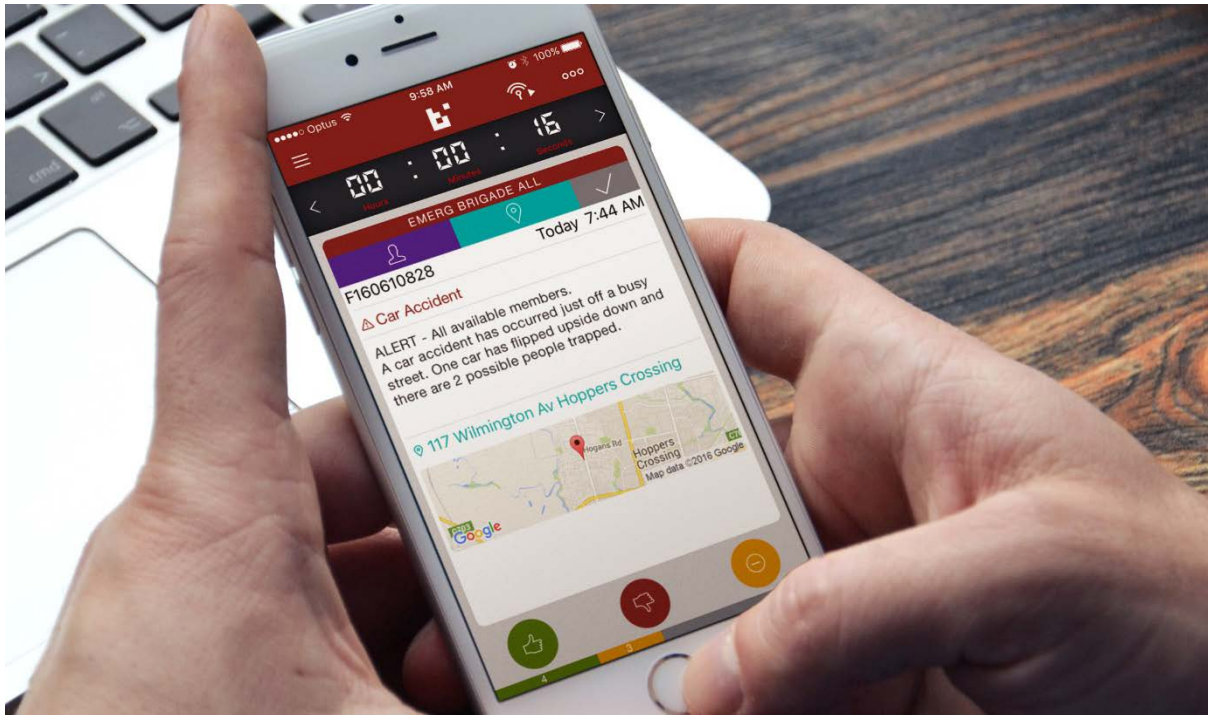 cmd
Optus
9:58 AM
100%
00 : 00 : 16
Hours
Minutes
Seconds
EMERG BRIGADE ALL
F160610828
Today 7:44 AM
Car Accident
ALERT - All available members.
A car accident has occurred just off a busy
street. One car has flipped upside down and
there are 2 possible people trapped.
117 Wilmington Av Hoppers Crossing
Hogans Rd
Hoppers
Crossing
Map data ©2016 Google
C203
Google
4
3